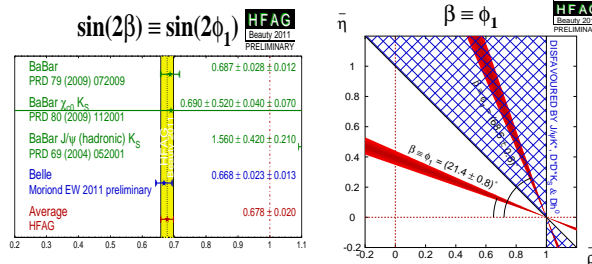 sin(2β) ≡ sin(2ϕ₁)
HFAG
Beauty 2011
PRELIMINARY
BaBar
PRD 79 (2009) 072009
0.687 ± 0.028 ± 0.012
BaBar χc0 KS
PRD 80 (2009) 112001
0.690 ± 0.520 ± 0.040 ± 0.070
BaBar J/ψ (hadronic) KS
PRD 69 (2004) 052001
1.560 ± 0.420 ± 0.210
Belle
Moriond EW 2011 preliminary
0.668 ± 0.023 ± 0.013
Average
HFAG
0.678 ± 0.020
0.2 0.3 0.4 0.5 0.6 0.7 0.8 0.9 1 1.1
β ≡ ϕ₁
HFAG
Beauty 2011
PRELIMINARY
η̄
1.2
1
0.8
0.6
0.4
0.2
0
-0.2
β ≡ ϕ₁ = (21.4 ± 0.8)°
DISFAVOURED BY J/ψK*, D*D*KS & Dh⁰
-0.2 0 0.2 0.4 0.6 0.8 1
ρ̄